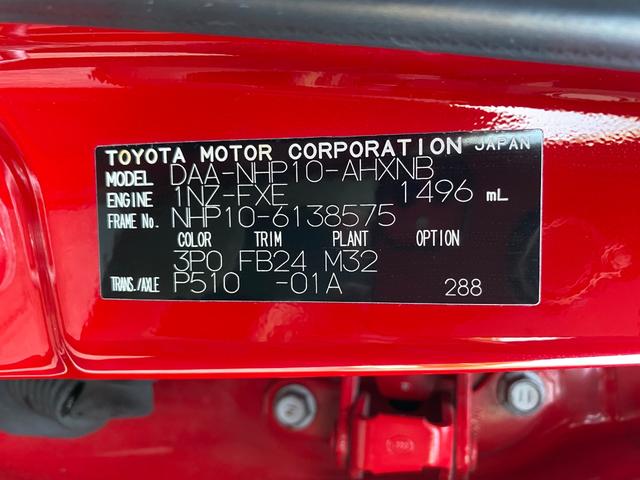 TOYOTA MOTOR CORPORATION JAPAN
MODEL DAA-NHP10-AHXNB
ENGINE 1NZ-FXE 1496 mL
FRAME No. NHP10-6138575
COLOR TRIM PLANT OPTION
3P0 FB24 M32
TRANS./AXLE P510 -01A 288